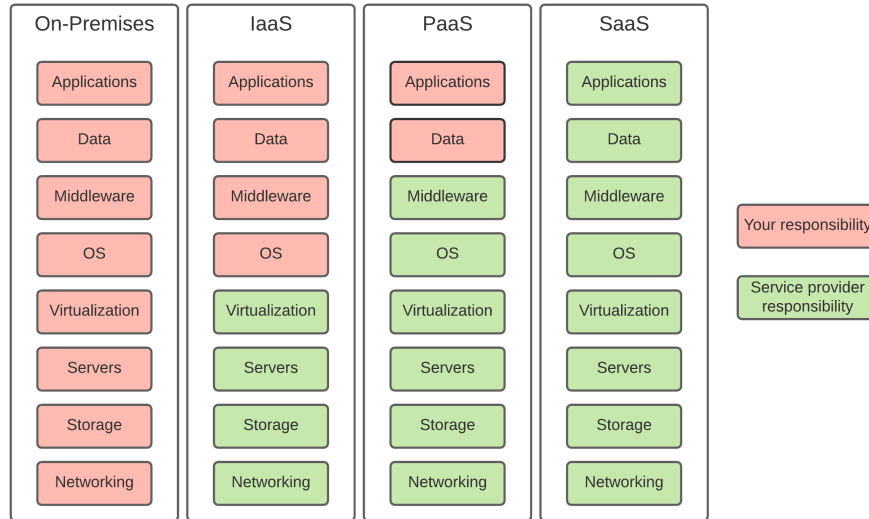 On-Premises
Applications
Data
Middleware
OS
Virtualization
Servers
Storage
Networking
IaaS
Applications
Data
Middleware
OS
Virtualization
Servers
Storage
Networking
PaaS
Applications
Data
Middleware
OS
Virtualization
Servers
Storage
Networking
SaaS
Applications
Data
Middleware
OS
Virtualization
Servers
Storage
Networking
Your responsibility
Service provider
responsibility